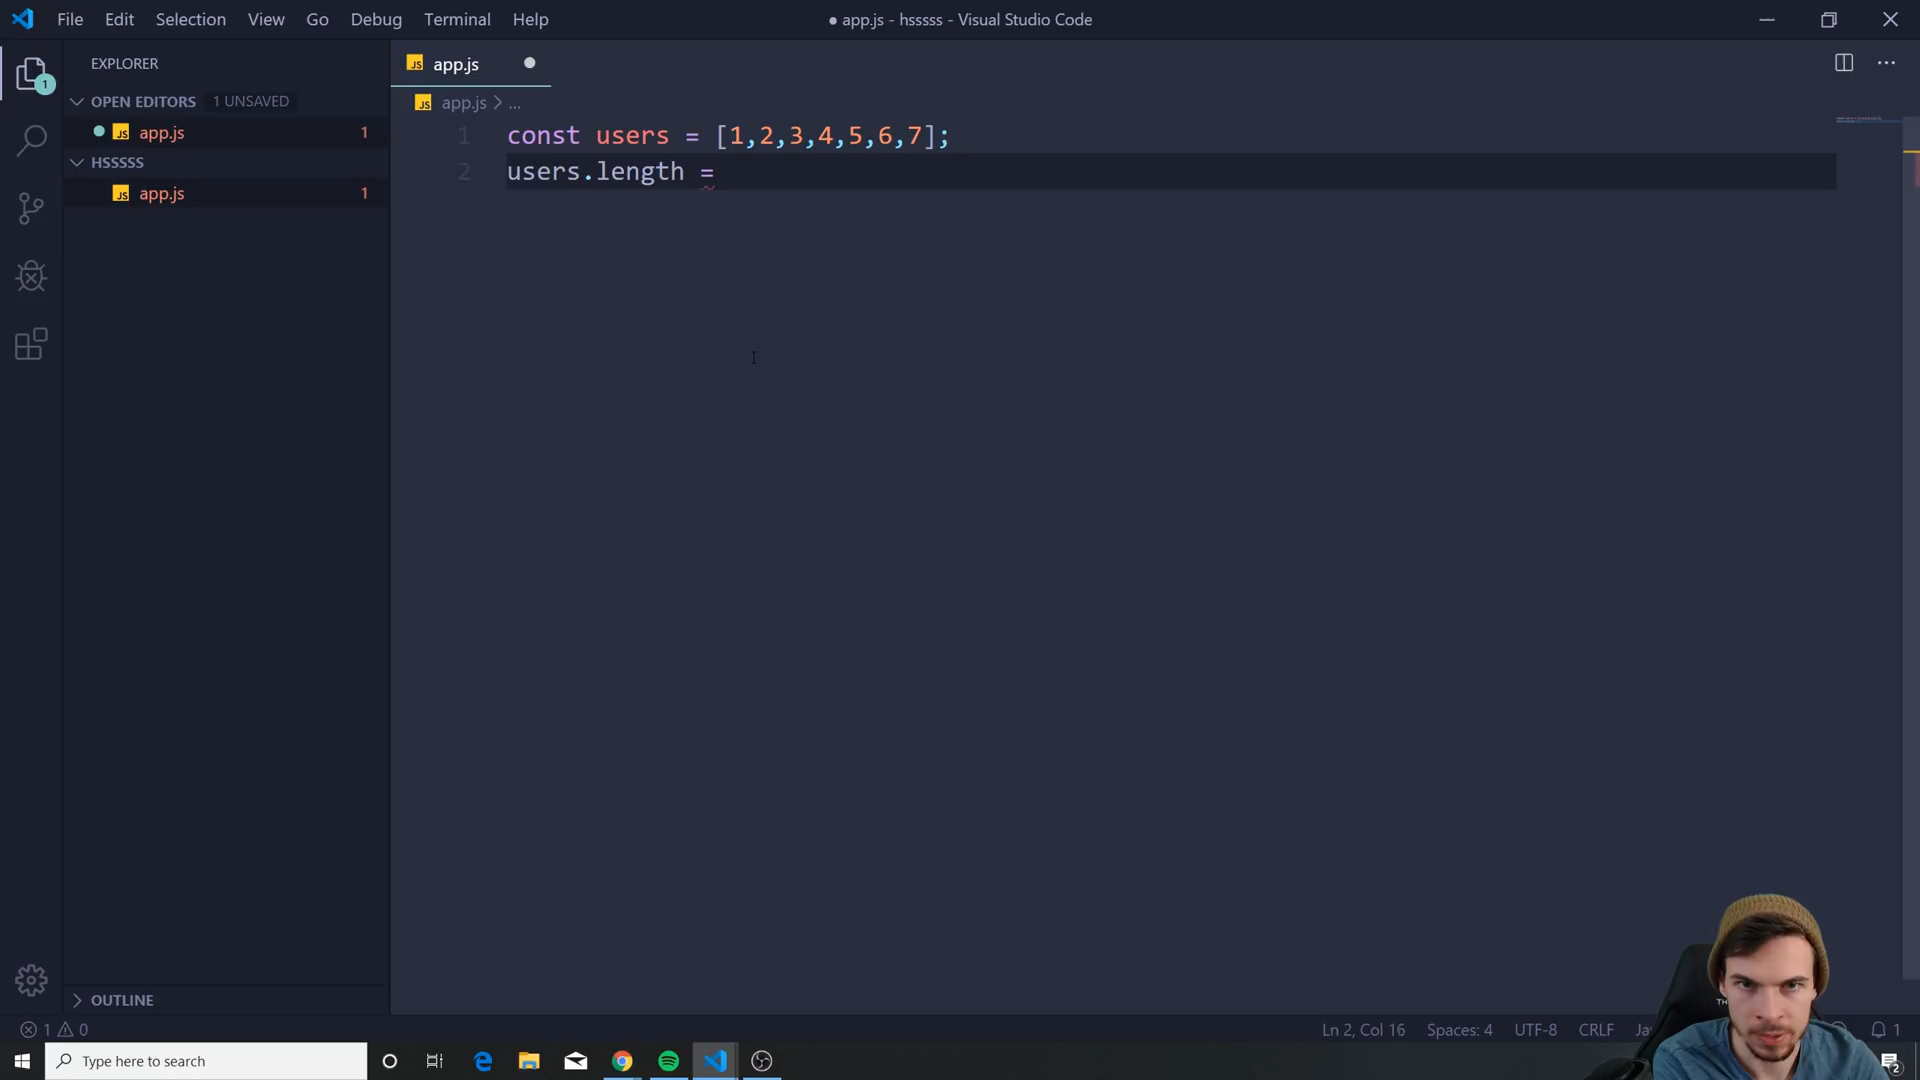 File Edit Selection View Go Debug Terminal Help
● app.js - hsssss - Visual Studio Code
EXPLORER
JS app.js
OPEN EDITORS 1 UNSAVED
JS app.js > ...
JS app.js 1
1 const users = [1,2,3,4,5,6,7];
HSSSSS
2 users.length =
JS app.js 1
1
OUTLINE
1 0
Ln 2, Col 16 Spaces: 4 UTF-8 CRLF
1
Type here to search
2